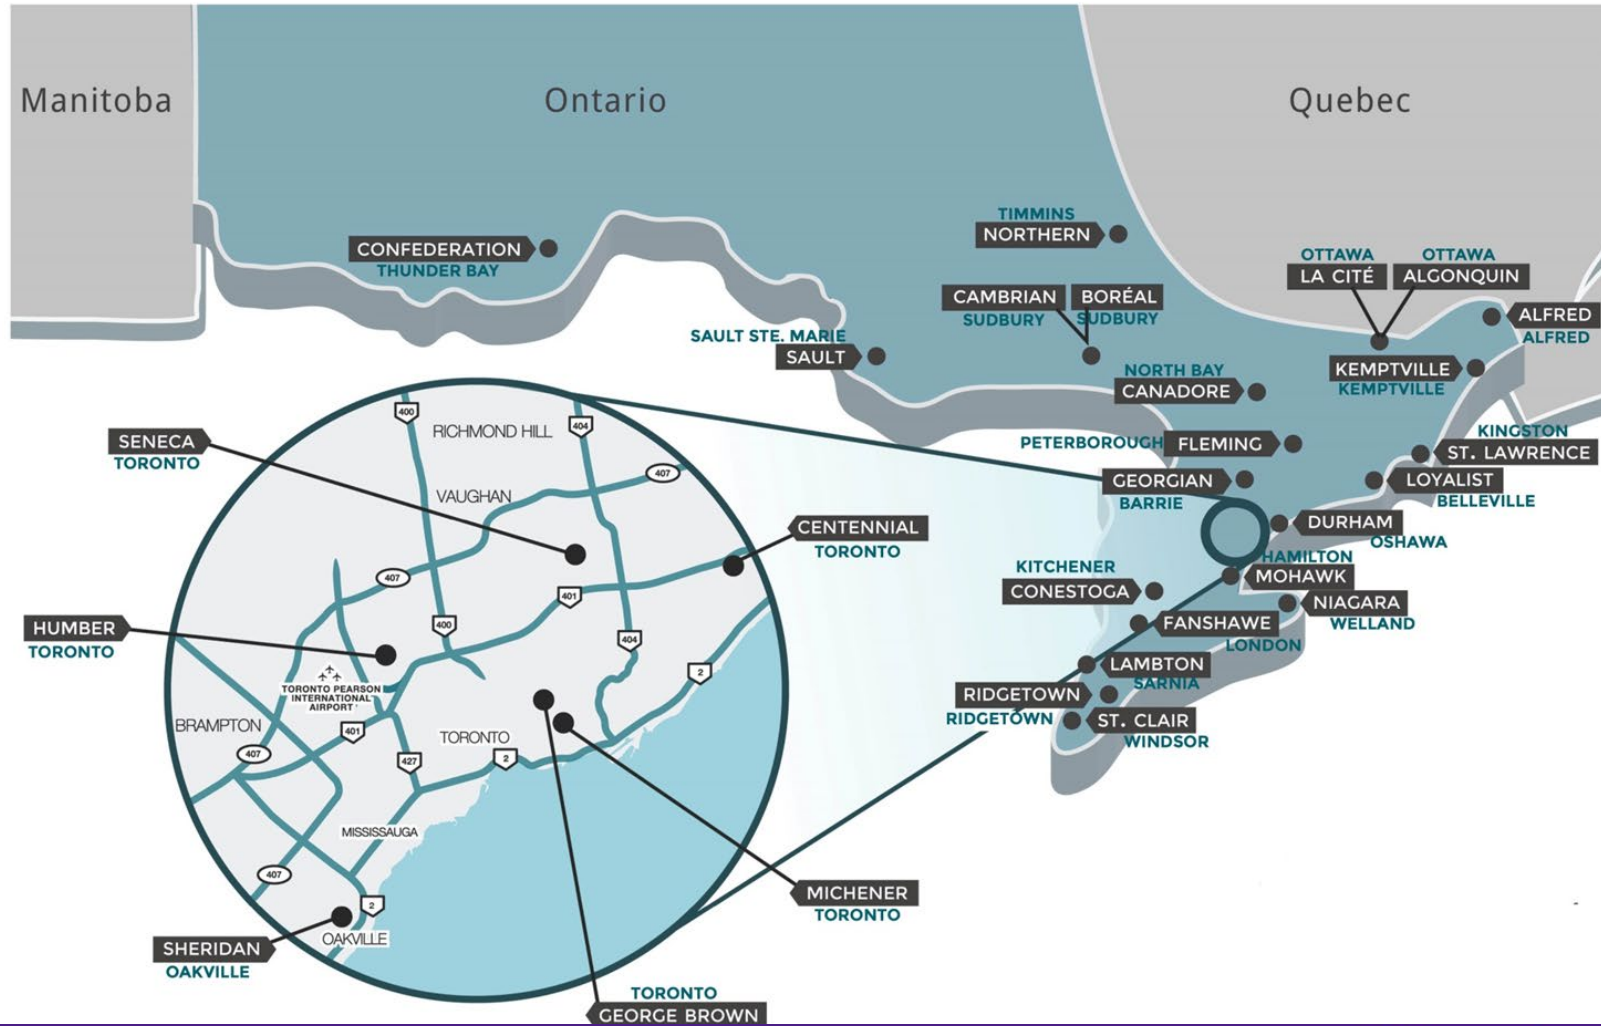 Manitoba
Ontario
Quebec
TIMMINS
NORTHERN
CONFEDERATION
THUNDER BAY
OTTAWA
LA CITÉ
OTTAWA
ALGONQUIN
CAMBRIAN
SUDBURY
BORÉAL
SUDBURY
ALFRED
ALFRED
SAULT STE. MARIE
SAULT
KEMPTVILLE
KEMPTVILLE
NORTH BAY
CANADORE
PETERBOROUGH
FLEMING
KINGSTON
ST. LAWRENCE
GEORGIAN
BARRIE
LOYALIST
BELLEVILLE
DURHAM
OSHAWA
HAMILTON
MOHAWK
KITCHENER
CONESTOGA
NIAGARA
WELLAND
FANSHAWE
LONDON
LAMBTON
SARNIA
RIDGETOWN
RIDGETOWN
ST. CLAIR
WINDSOR
400
RICHMOND HILL
404
SENECA
TORONTO
407
VAUGHAN
CENTENNIAL
TORONTO
407
401
HUMBER
TORONTO
400
404
TORONTO PEARSON
INTERNATIONAL
AIRPORT
2
BRAMPTON
401
TORONTO
407
427
2
MISSISSAUGA
407
2
MICHENER
TORONTO
OAKVILLE
SHERIDAN
OAKVILLE
TORONTO
GEORGE BROWN